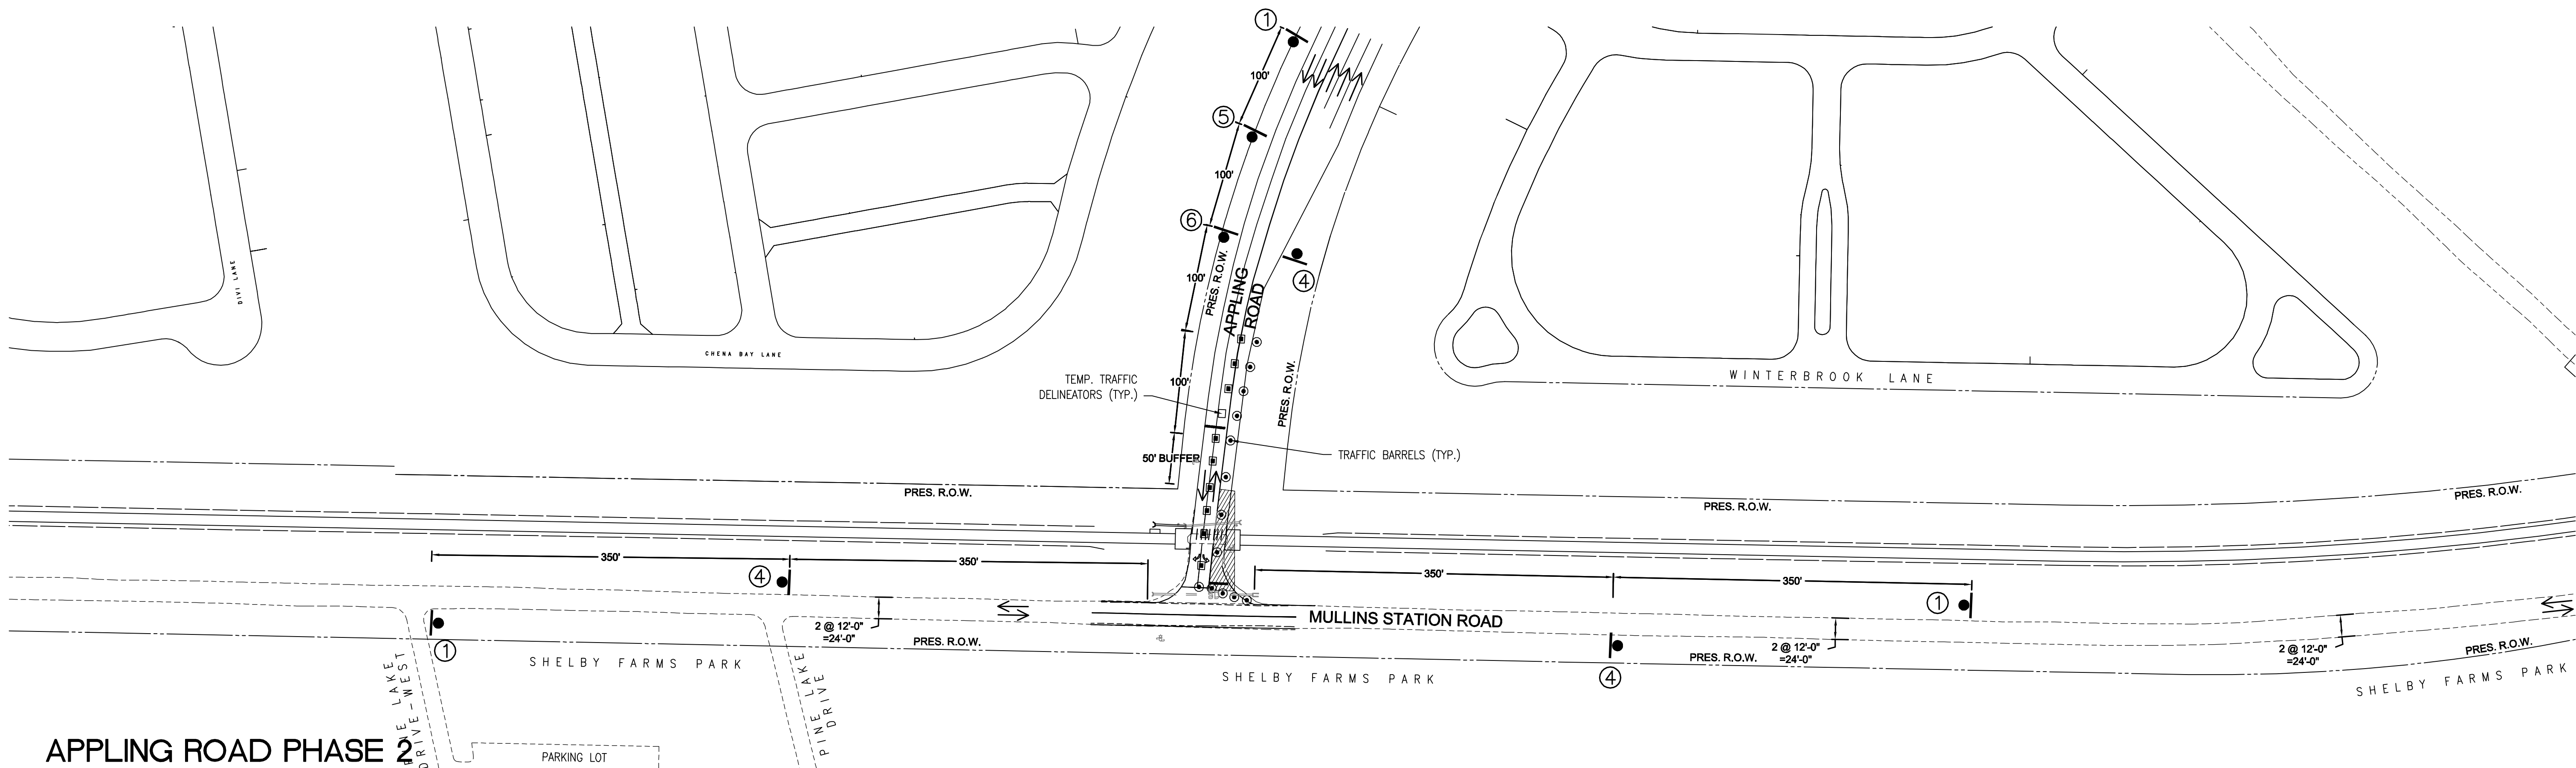 1
100'
5
100'
6
100'
PRES. R.O.W.
APPLING
ROAD
4
DIVI LANE
CHENA BAY LANE
100'
TEMP. TRAFFIC
DELINEATORS (TYP.)
PRES. R.O.W.
WINTERBROOK LANE
50' BUFFER
TRAFFIC BARRELS (TYP.)
PRES. R.O.W.
PRES. R.O.W.
PRES. R.O.W.
350'
350'
350'
350'
4
1
1
2 @ 12'-0"
=24'-0"
PRES. R.O.W.
MULLINS STATION ROAD
4
PRES. R.O.W.
2 @ 12'-0"
=24'-0"
2 @ 12'-0"
=24'-0"
PRES. R.O.W.
SHELBY FARMS PARK
SHELBY FARMS PARK
SHELBY FARMS PARK
PINE LAKE
DRIVE-WEST
PINE LAKE
DRIVE
APPLING ROAD PHASE 2
PARKING LOT